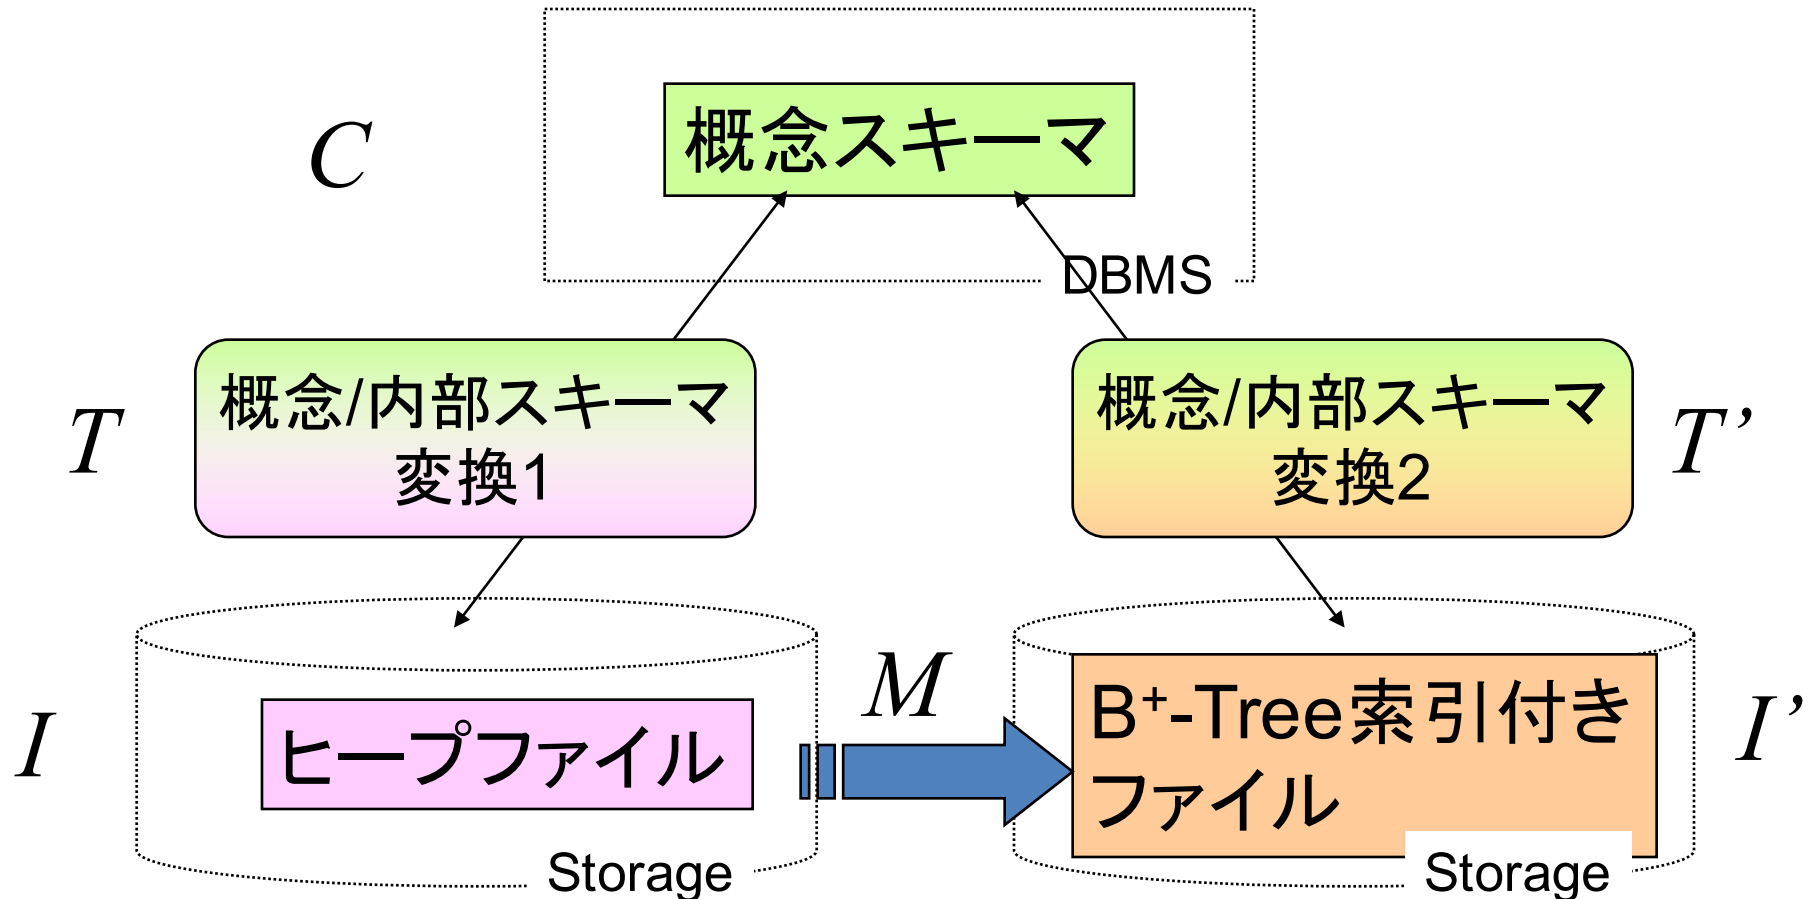 概念スキーマ
C
DBMS
概念/内部スキーマ
変換1
T
概念/内部スキーマ
変換2
T’
I
ヒープファイル
Storage
M
B⁺-Tree索引付き
ファイル
Storage
I’